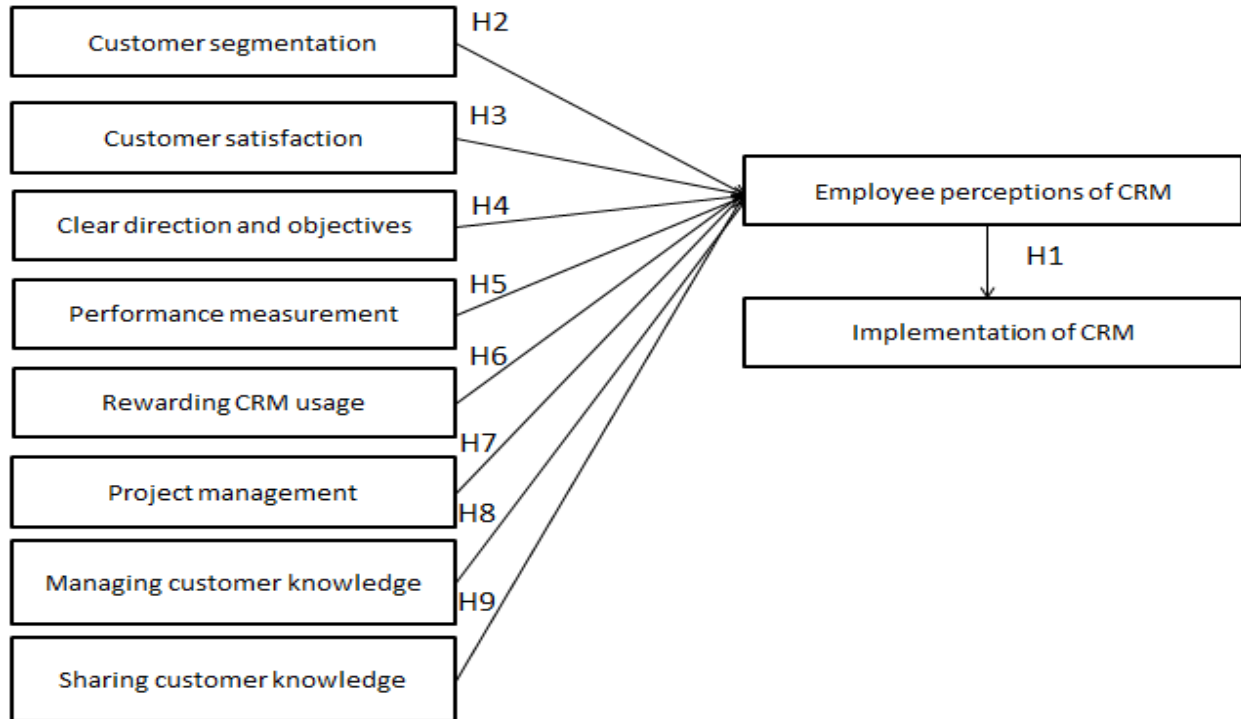 Customer segmentation
H2
Customer satisfaction
H3
Clear direction and objectives
H4
Performance measurement
H5
Rewarding CRM usage
H6
Project management
H7
Managing customer knowledge
H8
Sharing customer knowledge
H9
Employee perceptions of CRM
H1
Implementation of CRM